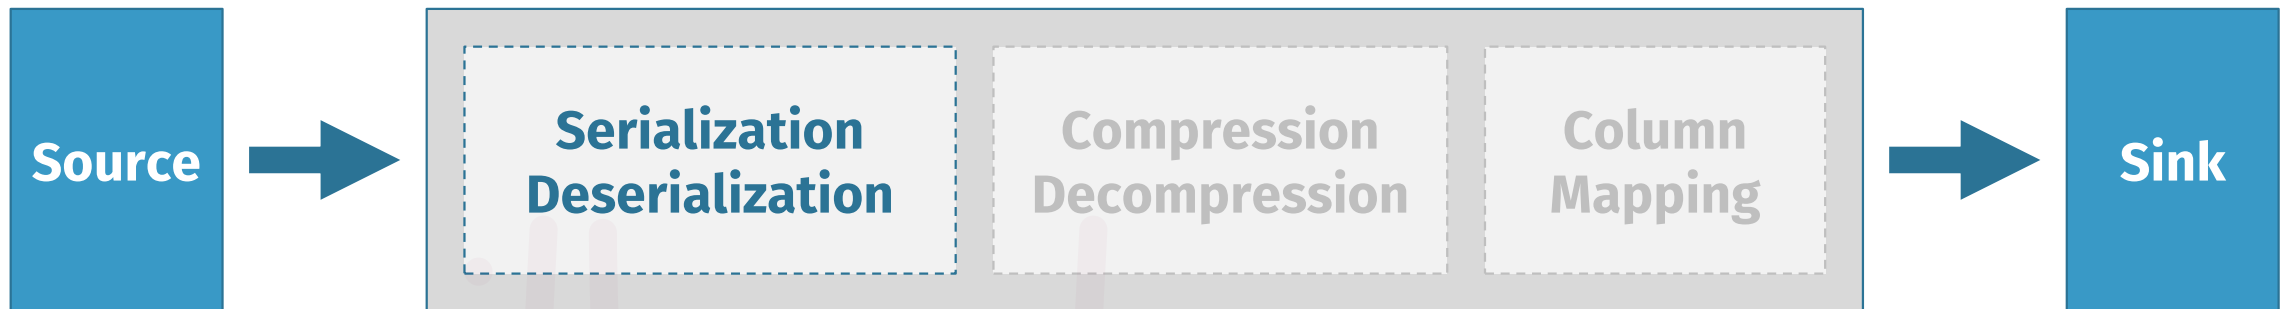 Source
Serialization
Deserialization
Compression
Decompression
Column
Mapping
Sink